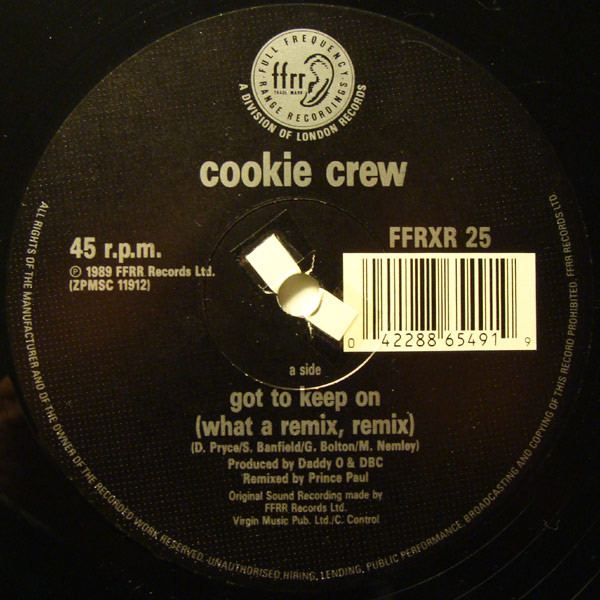 FULL FREQUENCY
ffrr
TRADE MARK
RANGE RECORDINGS
A DIVISION OF LONDON RECORDS
cookie crew
45 r.p.m.
℗ 1989 FFRR Records Ltd.
(ZPMSC 11912)
FFRXR 25
0 42288 65491 9
a side
got to keep on
(what a remix, remix)
(D. Pryce/S. Banfield/G. Bolton/M. Nemley)
Produced by Daddy O & DBC
Remixed by Prince Paul
Original Sound Recording made by
FFRR Records Ltd.
Virgin Music Pub. Ltd./C. Control
ALL RIGHTS OF THE MANUFACTURER AND OF THE OWNER OF THE RECORDED WORK RESERVED. UNAUTHORISED HIRING, LENDING, PUBLIC PERFORMANCE, BROADCASTING AND COPYING OF THIS RECORD PROHIBITED. FFRR RECORDS LTD.